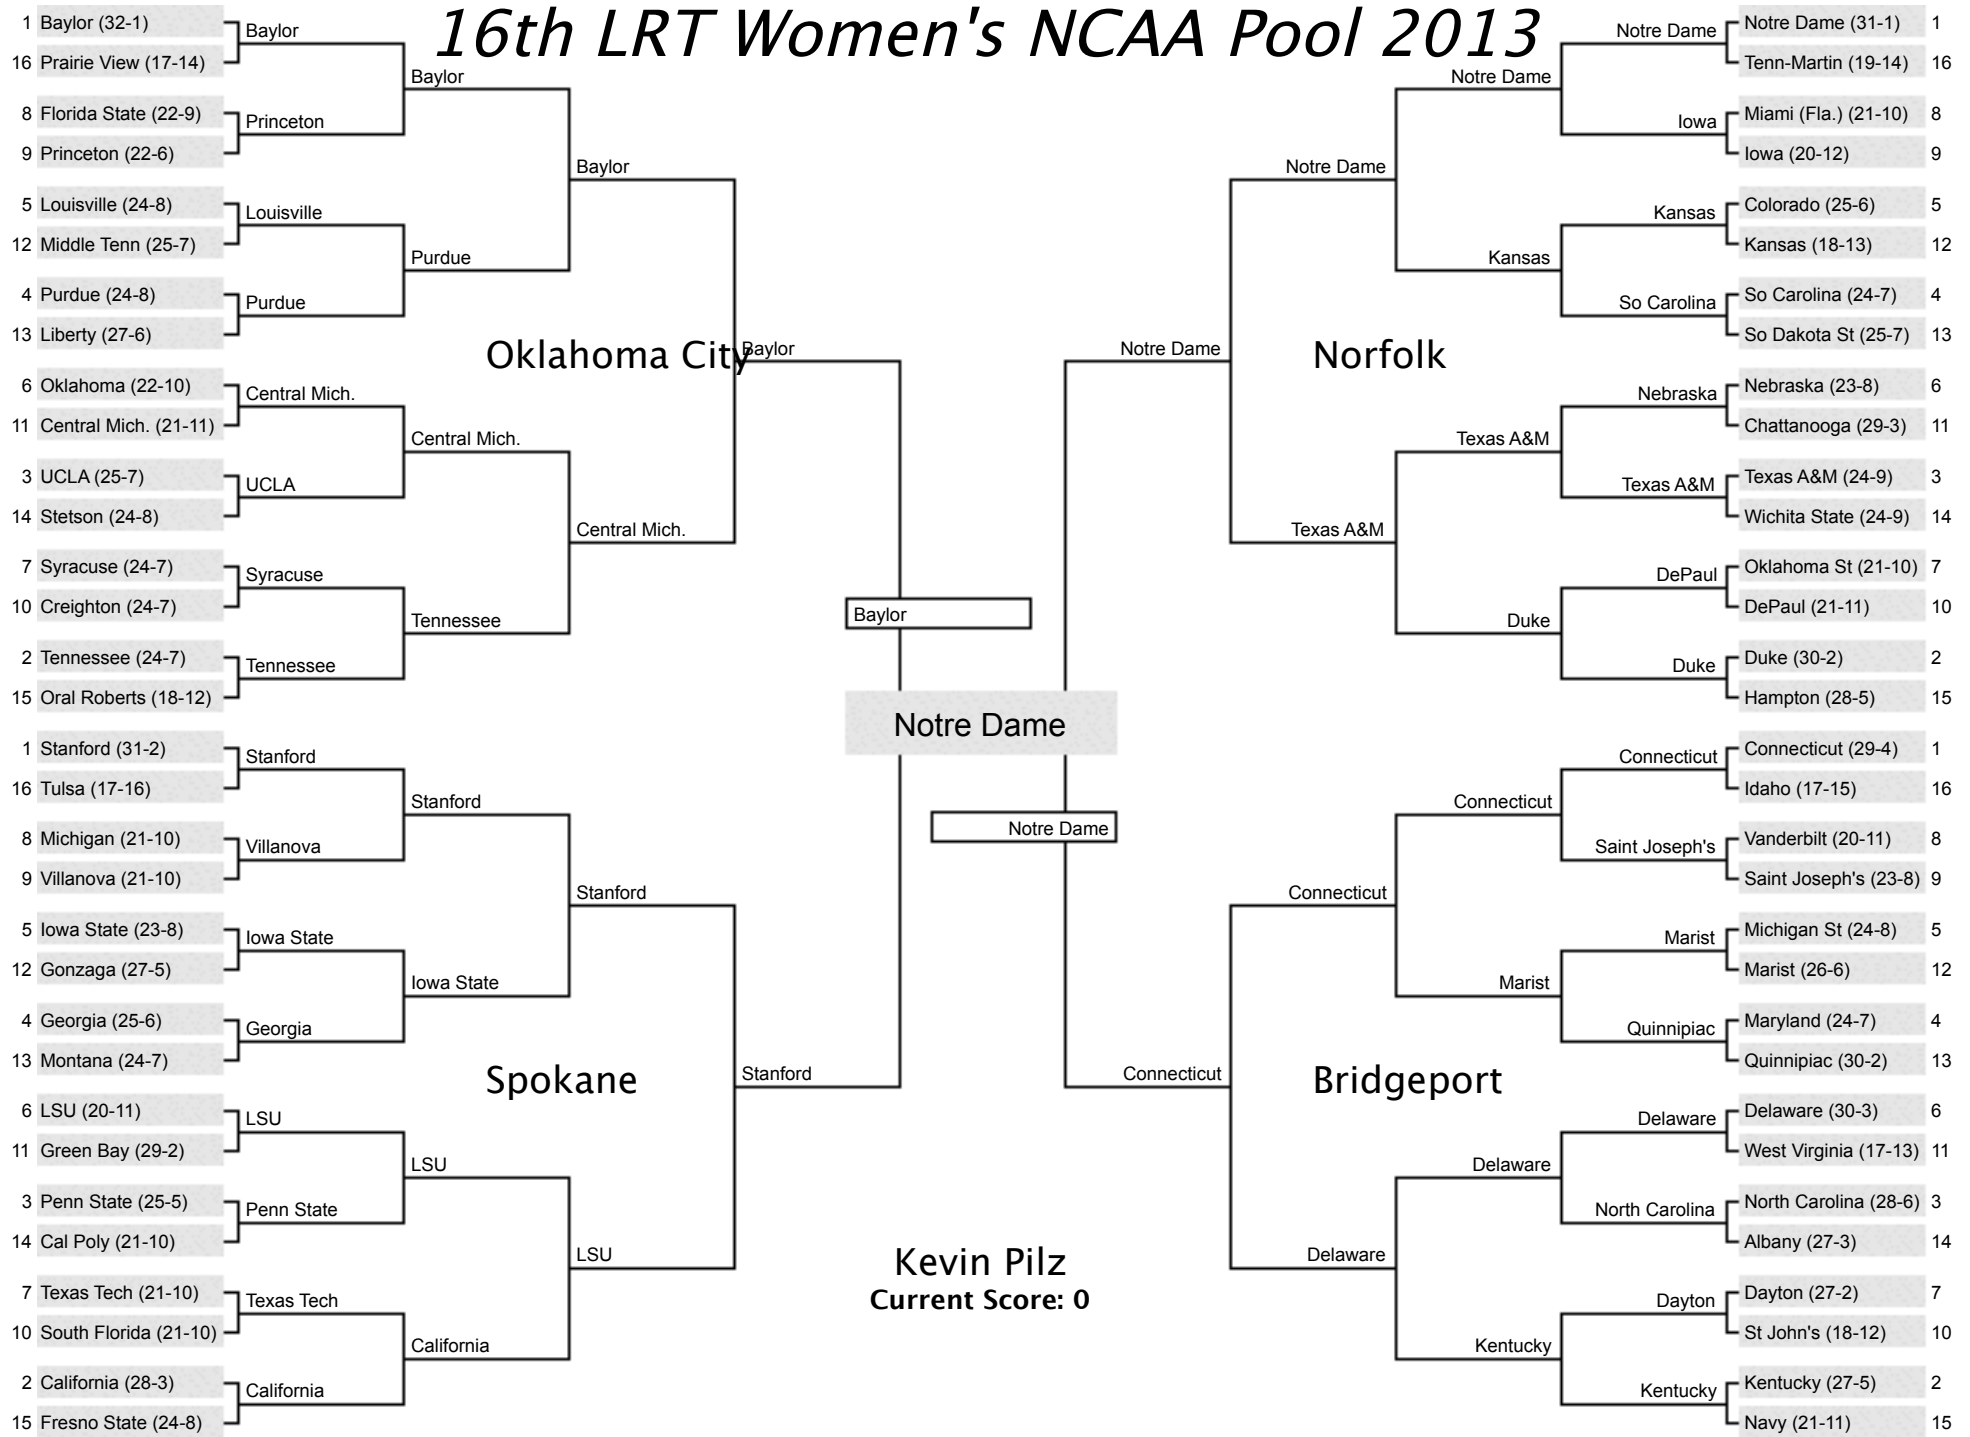 16th LRT Women's NCAA Pool 2013
1 Baylor (32-1)
16 Prairie View (17-14)
8 Florida State (22-9)
9 Princeton (22-6)
5 Louisville (24-8)
12 Middle Tenn (25-7)
4 Purdue (24-8)
13 Liberty (27-6)
6 Oklahoma (22-10)
11 Central Mich. (21-11)
3 UCLA (25-7)
14 Stetson (24-8)
7 Syracuse (24-7)
10 Creighton (24-7)
2 Tennessee (24-7)
15 Oral Roberts (18-12)
Baylor
Princeton
Louisville
Purdue
Central Mich.
UCLA
Syracuse
Tennessee
Baylor
Purdue
Central Mich.
Tennessee
Baylor
Central Mich.
Oklahoma City
Baylor
1 Stanford (31-2)
16 Tulsa (17-16)
8 Michigan (21-10)
9 Villanova (21-10)
5 Iowa State (23-8)
12 Gonzaga (27-5)
4 Georgia (25-6)
13 Montana (24-7)
6 LSU (20-11)
11 Green Bay (29-2)
3 Penn State (25-5)
14 Cal Poly (21-10)
7 Texas Tech (21-10)
10 South Florida (21-10)
2 California (28-3)
15 Fresno State (24-8)
Stanford
Villanova
Iowa State
Georgia
LSU
Penn State
Texas Tech
California
Stanford
Iowa State
LSU
California
Stanford
LSU
Spokane
Stanford
Baylor
Notre Dame
Notre Dame
Kevin Pilz
Current Score: 0
Notre Dame (31-1) 1
Tenn-Martin (19-14) 16
Miami (Fla.) (21-10) 8
Iowa (20-12) 9
Colorado (25-6) 5
Kansas (18-13) 12
So Carolina (24-7) 4
So Dakota St (25-7) 13
Nebraska (23-8) 6
Chattanooga (29-3) 11
Texas A&M (24-9) 3
Wichita State (24-9) 14
Oklahoma St (21-10) 7
DePaul (21-11) 10
Duke (30-2) 2
Hampton (28-5) 15
Notre Dame
Iowa
Kansas
So Carolina
Nebraska
Texas A&M
DePaul
Duke
Notre Dame
Kansas
Texas A&M
Duke
Notre Dame
Texas A&M
Norfolk
Notre Dame
Connecticut (29-4) 1
Idaho (17-15) 16
Vanderbilt (20-11) 8
Saint Joseph's (23-8) 9
Michigan St (24-8) 5
Marist (26-6) 12
Maryland (24-7) 4
Quinnipiac (30-2) 13
Delaware (30-3) 6
West Virginia (17-13) 11
North Carolina (28-6) 3
Albany (27-3) 14
Dayton (27-2) 7
St John's (18-12) 10
Kentucky (27-5) 2
Navy (21-11) 15
Connecticut
Saint Joseph's
Marist
Quinnipiac
Delaware
North Carolina
Dayton
Kentucky
Connecticut
Marist
Delaware
Kentucky
Connecticut
Delaware
Bridgeport
Connecticut